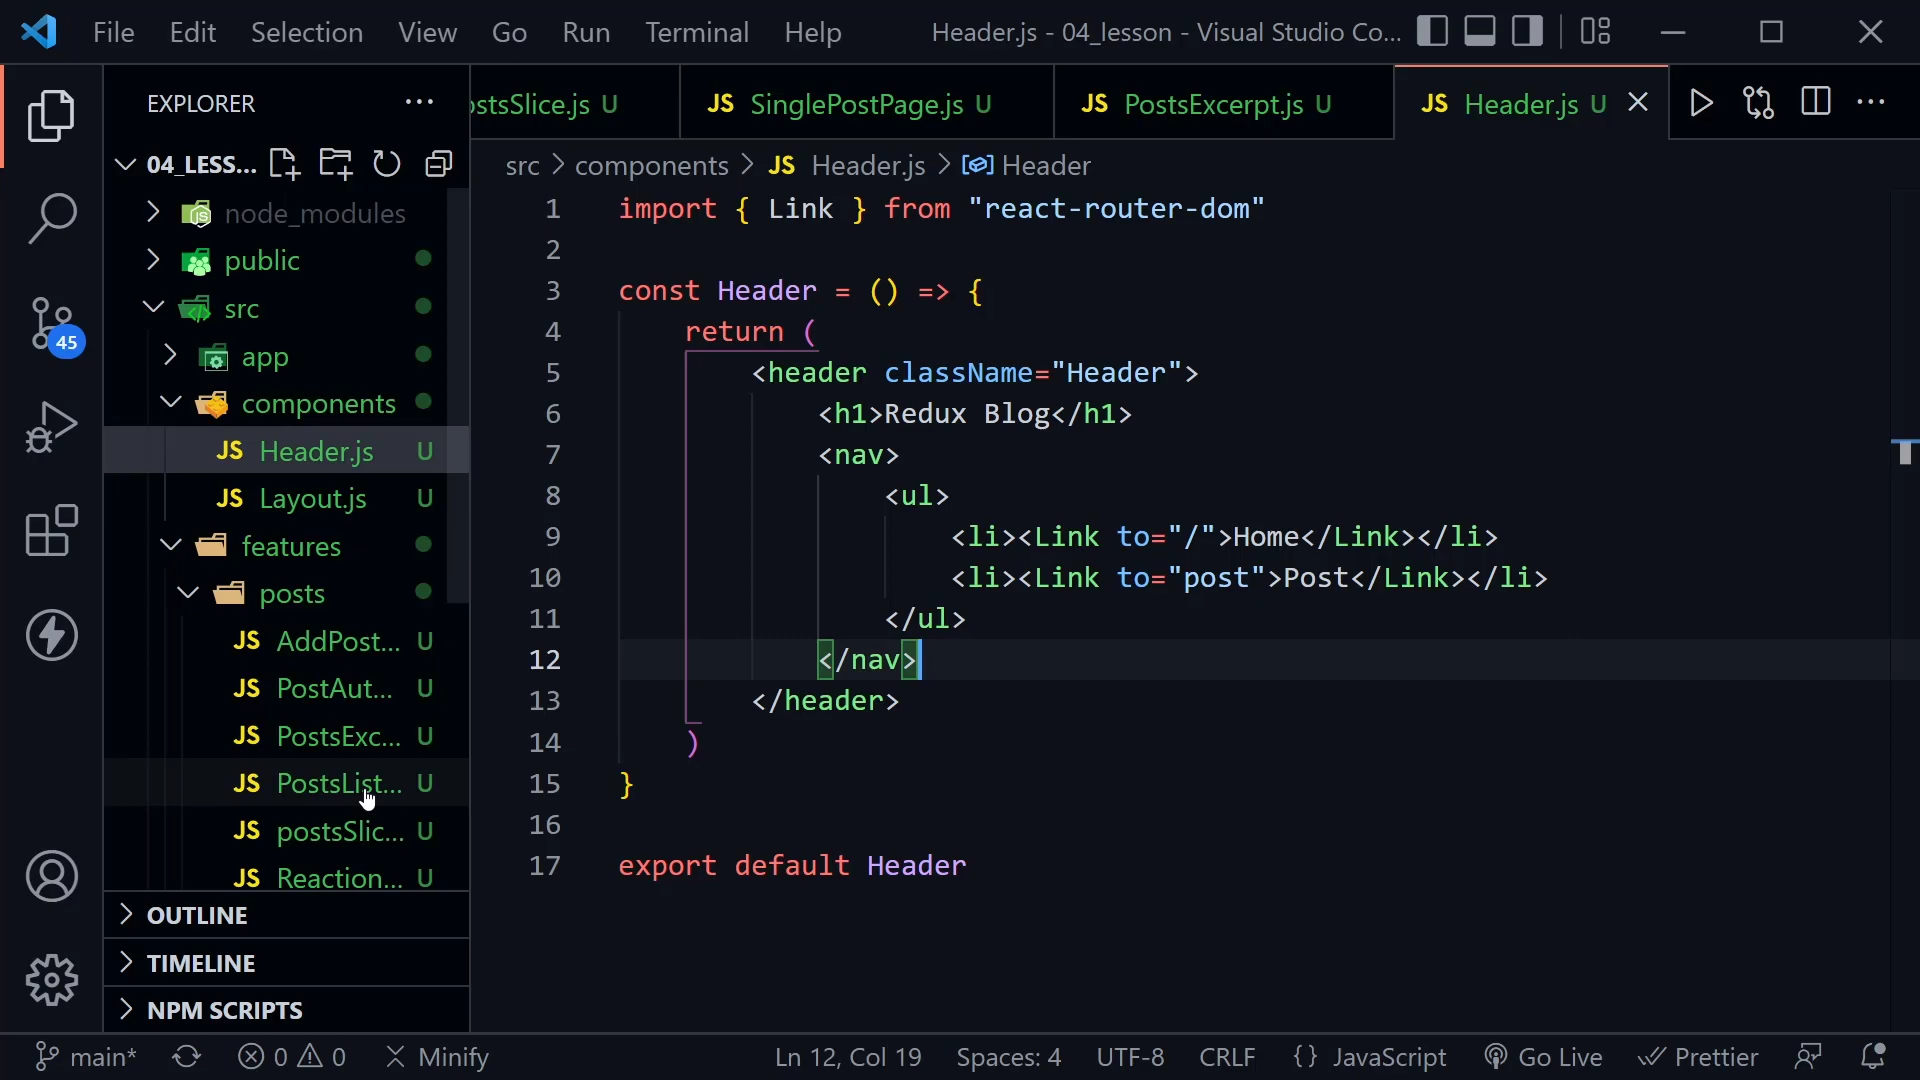 File Edit Selection View Go Run Terminal Help Header.js - 04_lesson - Visual Studio Co...
EXPLORER
ostsSlice.js U JS SinglePostPage.js U JS PostsExcerpt.js U JS Header.js U
04_LESS...
src > components > JS Header.js > Header
node_modules
public
src
app
components
JS Header.js U
JS Layout.js U
features
posts
JS AddPost... U
JS PostAut... U
JS PostsExc... U
JS PostsList... U
JS postsSlic... U
JS Reaction... U
OUTLINE
TIMELINE
NPM SCRIPTS
45
1 import { Link } from "react-router-dom"
2
3 const Header = () => {
4 return (
5 <header className="Header">
6 <h1>Redux Blog</h1>
7 <nav>
8 <ul>
9 <li><Link to="/">Home</Link></li>
10 <li><Link to="post">Post</Link></li>
11 </ul>
12 </nav>
13 </header>
14 )
15 }
16
17 export default Header
main* 0 0 Minify Ln 12, Col 19 Spaces: 4 UTF-8 CRLF {} JavaScript Go Live Prettier